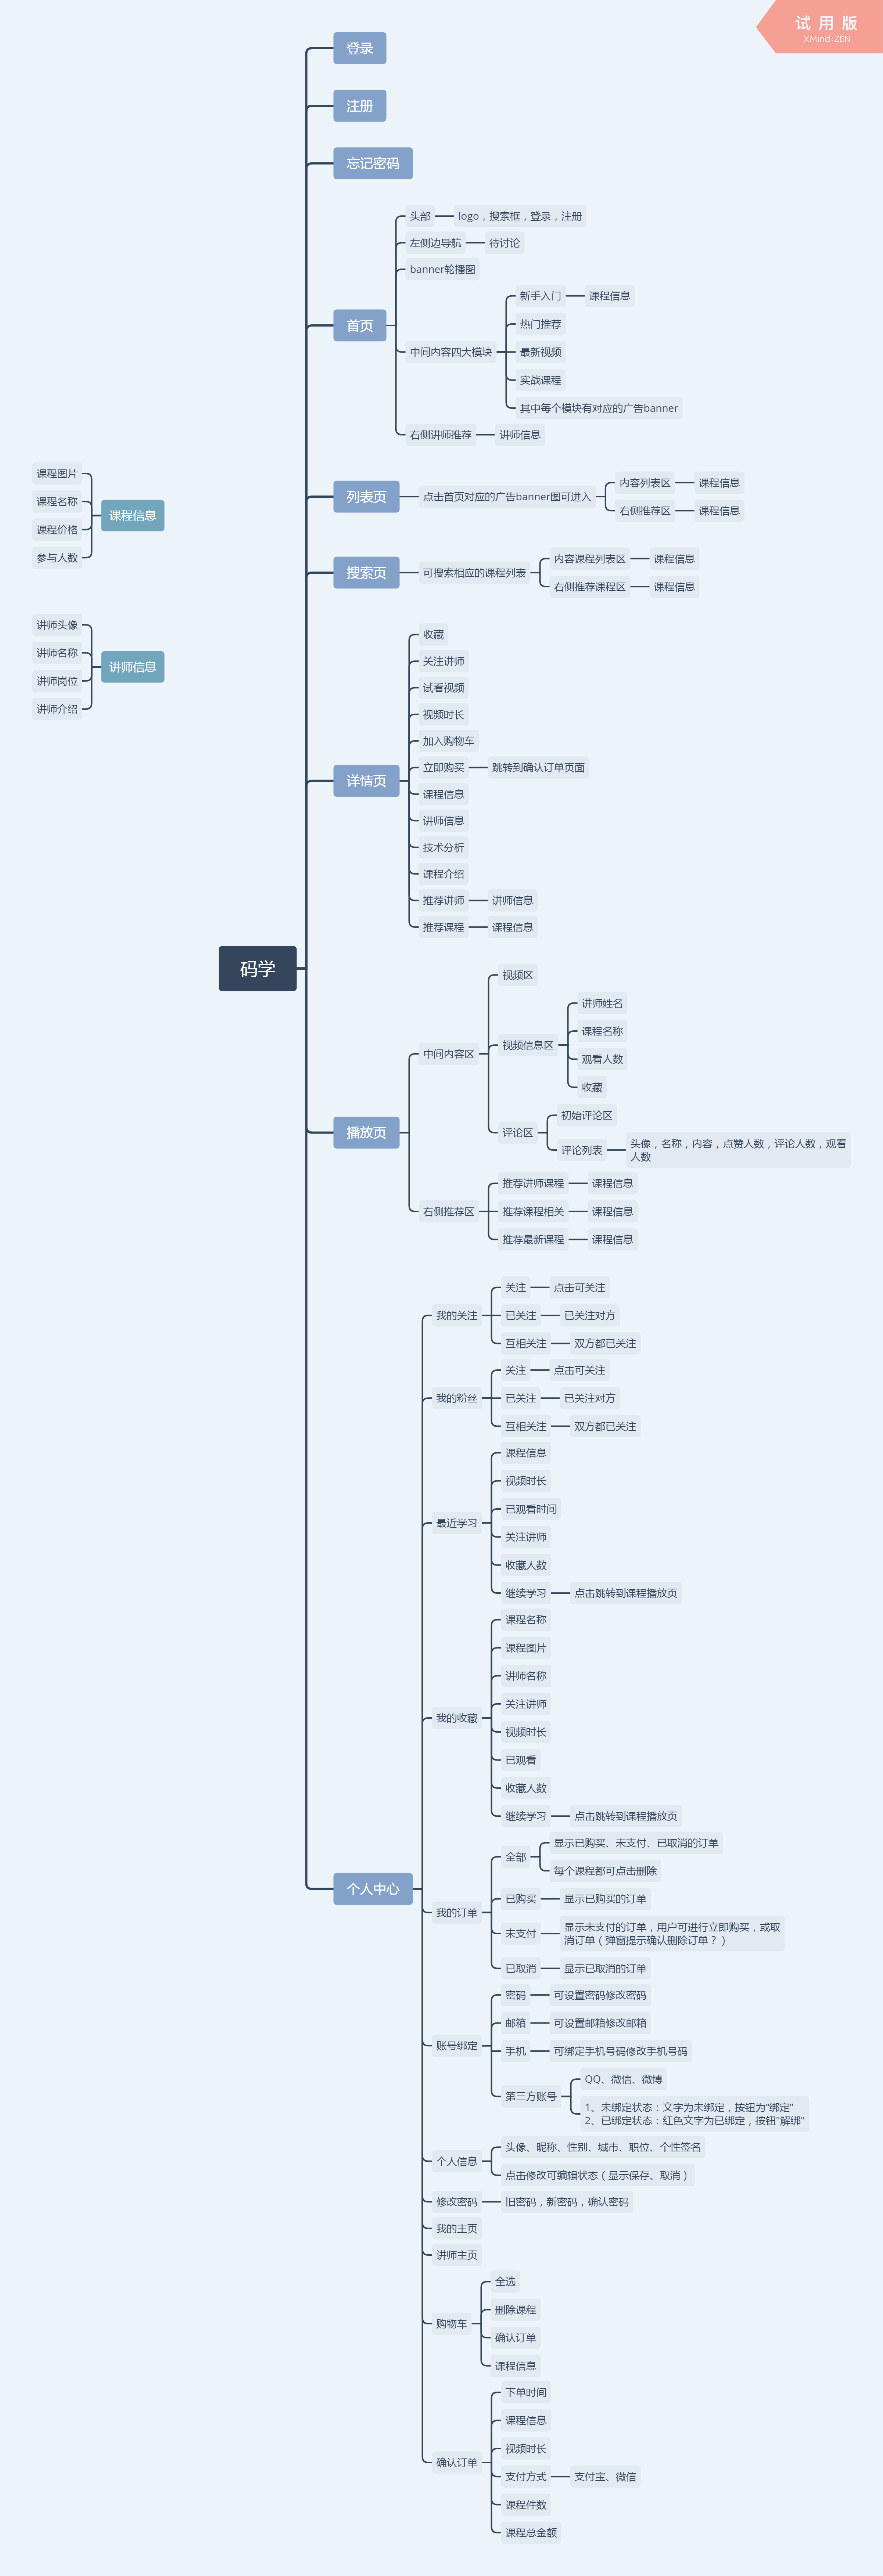 试 用 版
XMind:ZEN
登录
注册
忘记密码
头部
logo，搜索框，登录，注册
左侧边导航
待讨论
banner轮播图
首页
中间内容四大模块
新手入门
课程信息
热门推荐
最新视频
实战课程
其中每个模块有对应的广告banner
右侧讲师推荐
讲师信息
课程图片
课程名称
课程价格
参与人数
课程信息
列表页
点击首页对应的广告banner图可进入
内容列表区
课程信息
右侧推荐区
课程信息
搜索页
可搜索相应的课程列表
内容课程列表区
课程信息
右侧推荐课程区
课程信息
讲师头像
讲师名称
讲师岗位
讲师介绍
讲师信息
详情页
收藏
关注讲师
试看视频
视频时长
加入购物车
立即购买
跳转到确认订单页面
课程信息
讲师信息
技术分析
课程介绍
推荐讲师
讲师信息
推荐课程
课程信息
码学
播放页
中间内容区
视频区
视频信息区
讲师姓名
课程名称
观看人数
收藏
评论区
初始评论区
评论列表
头像，名称，内容，点赞人数，评论人数，观看
人数
右侧推荐区
推荐讲师课程
课程信息
推荐课程相关
课程信息
推荐最新课程
课程信息
个人中心
我的关注
关注
点击可关注
已关注
已关注对方
互相关注
双方都已关注
我的粉丝
关注
点击可关注
已关注
已关注对方
互相关注
双方都已关注
最近学习
课程信息
视频时长
已观看时间
关注讲师
收藏人数
继续学习
点击跳转到课程播放页
我的收藏
课程名称
课程图片
讲师名称
关注讲师
视频时长
已观看
收藏人数
继续学习
点击跳转到课程播放页
我的订单
全部
显示已购买、未支付、已取消的订单
每个课程都可点击删除
已购买
显示已购买的订单
未支付
显示未支付的订单，用户可进行立即购买，或取
消订单（弹窗提示确认删除订单？）
已取消
显示已取消的订单
账号绑定
密码
可设置密码修改密码
邮箱
可设置邮箱修改邮箱
手机
可绑定手机号码修改手机号码
第三方账号
QQ、微信、微博
1、未绑定状态：文字为未绑定，按钮为“绑定”
2、已绑定状态：红色文字为已绑定，按钮"解绑"
个人信息
头像、昵称、性别、城市、职位、个性签名
点击修改可编辑状态（显示保存、取消）
修改密码
旧密码，新密码，确认密码
我的主页
讲师主页
购物车
全选
删除课程
确认订单
课程信息
确认订单
下单时间
课程信息
视频时长
支付方式
支付宝、微信
课程件数
课程总金额